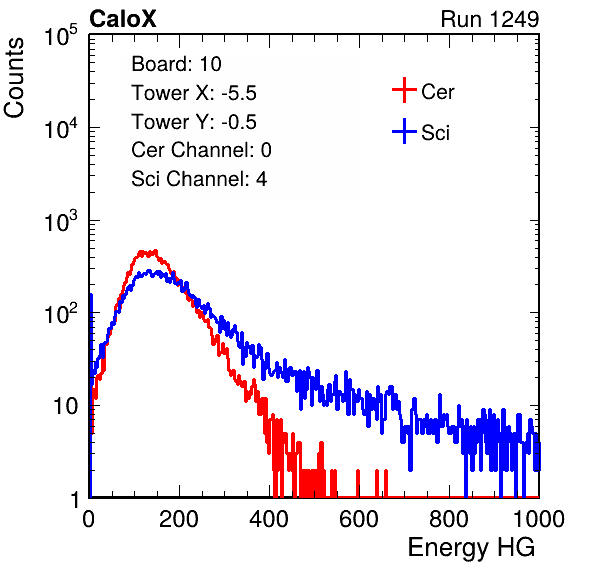 CaloX Run 1249
Counts
Board: 10
Tower X: -5.5
Tower Y: -0.5
Cer Channel: 0
Sci Channel: 4
Cer
Sci
10^5
10^4
10^3
10^2
10
1
0 200 400 600 800 1000
Energy HG